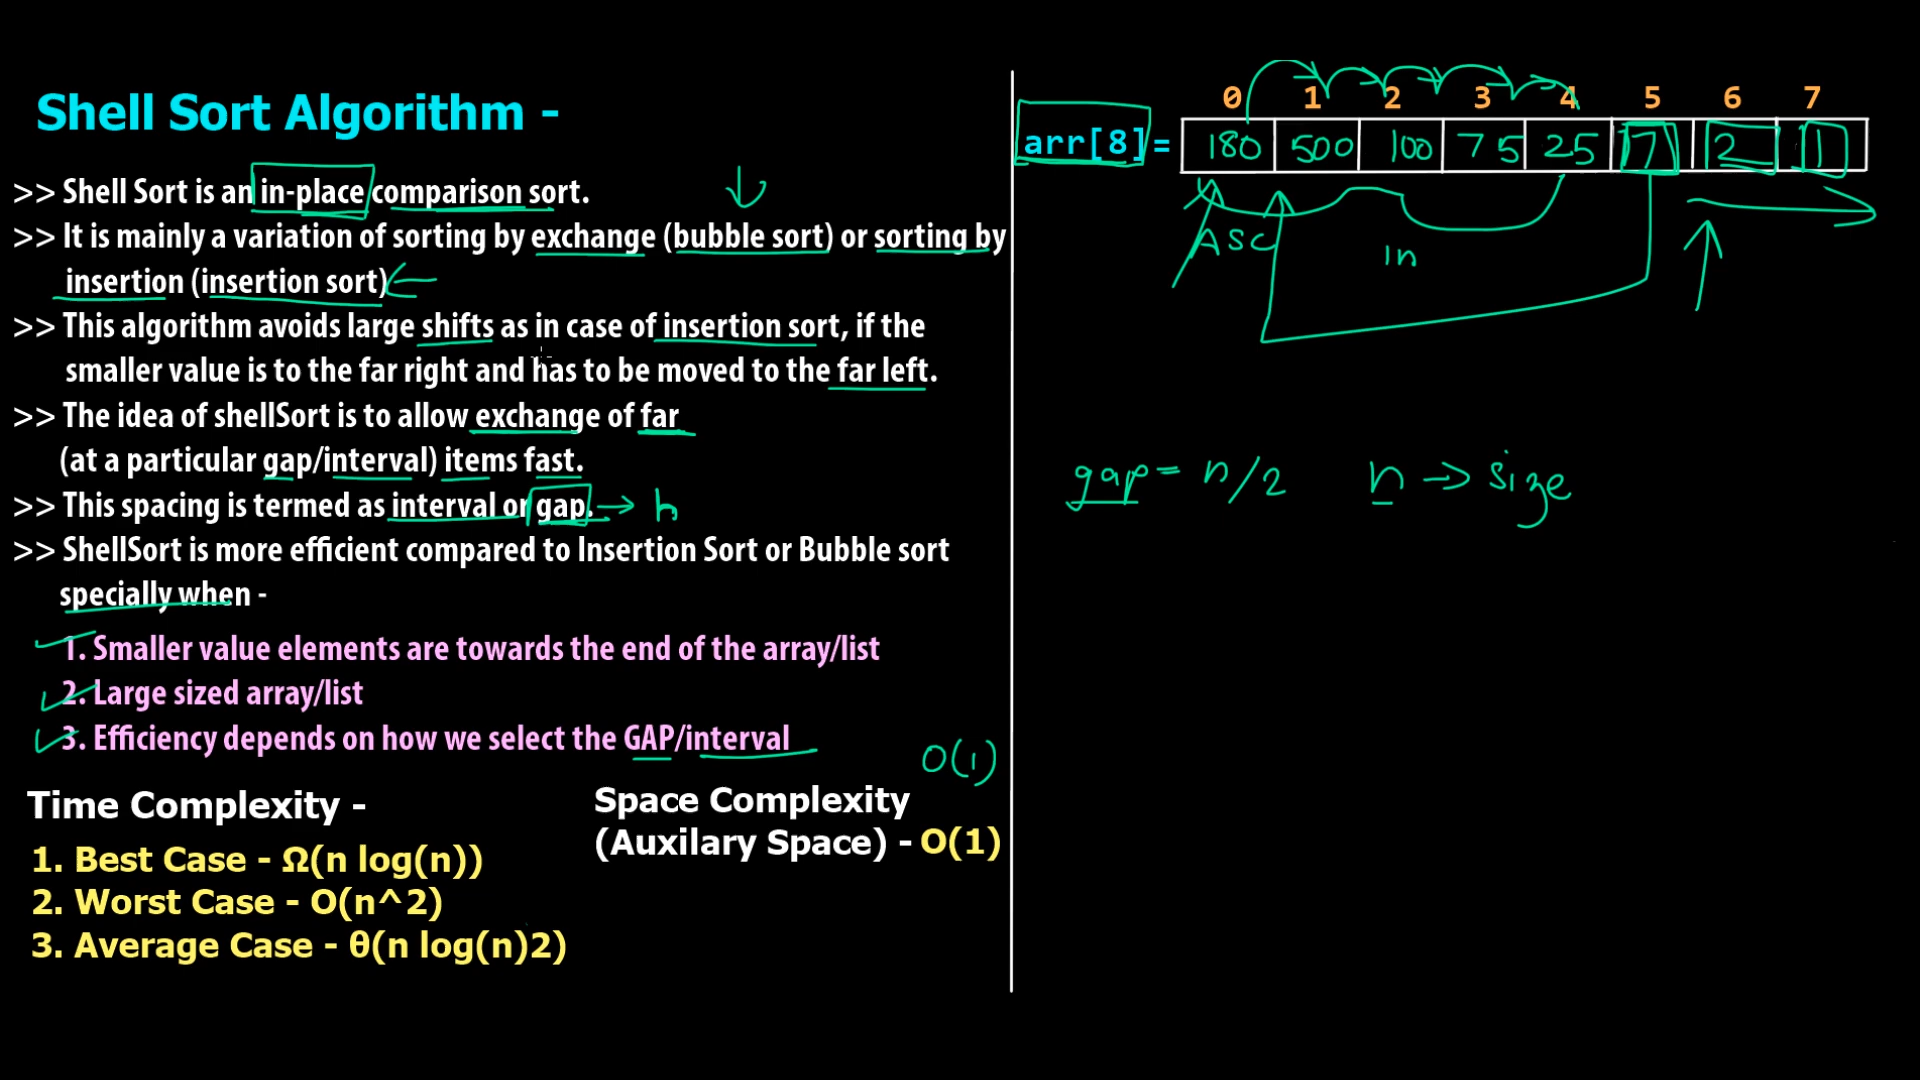 Shell Sort Algorithm -
>> Shell Sort is an in-place comparison sort.
>> It is mainly a variation of sorting by exchange (bubble sort) or sorting by
insertion (insertion sort)
>> This algorithm avoids large shifts as in case of insertion sort, if the
smaller value is to the far right and has to be moved to the far left.
>> The idea of shellSort is to allow exchange of far
(at a particular gap/interval) items fast.
>> This spacing is termed as interval or gap. → h
>> ShellSort is more efficient compared to Insertion Sort or Bubble sort
specially when -
1. Smaller value elements are towards the end of the array/list
2. Large sized array/list
3. Efficiency depends on how we select the GAP/interval
O(1)
Time Complexity -
1. Best Case - Ω(n log(n))
2. Worst Case - O(n^2)
3. Average Case - θ(n log(n)2)
Space Complexity
(Auxilary Space) - O(1)
0 1 2 3 4 5 6 7
arr[8] = 180 500 100 75 25 7 2 1
ASC
In
gap = n/2 n → size